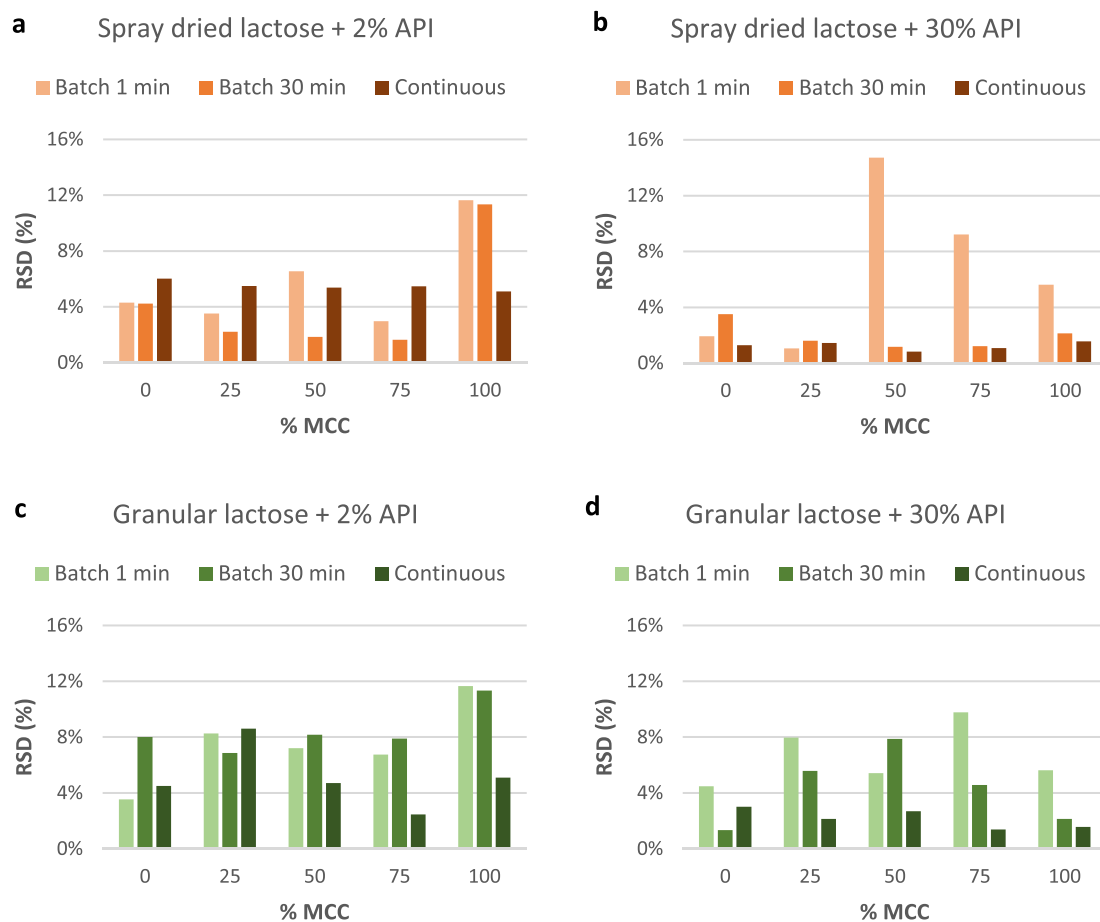 a Spray dried lactose + 2% API
Batch 1 min Batch 30 min Continuous
16%
12%
8%
4%
0%
RSD (%)
0 25 50 75 100
% MCC
b Spray dried lactose + 30% API
Batch 1 min Batch 30 min Continuous
16%
12%
8%
4%
0%
RSD (%)
0 25 50 75 100
% MCC
c Granular lactose + 2% API
Batch 1 min Batch 30 min Continuous
16%
12%
8%
4%
0%
RSD (%)
0 25 50 75 100
% MCC
d Granular lactose + 30% API
Batch 1 min Batch 30 min Continuous
16%
12%
8%
4%
0%
RSD (%)
0 25 50 75 100
% MCC